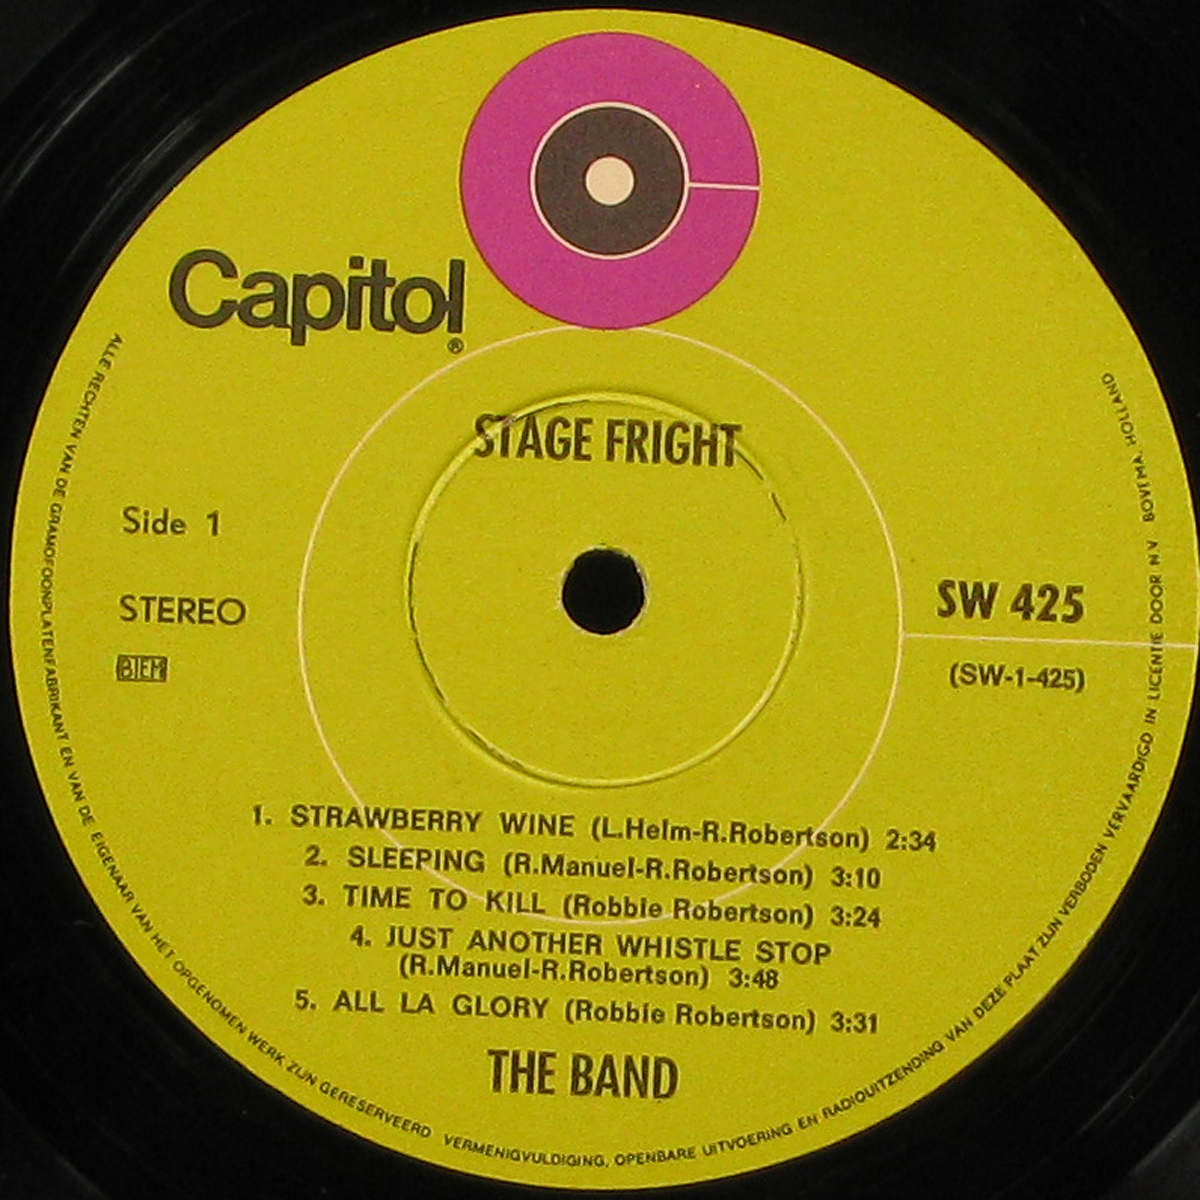 Capitol®
STAGE FRIGHT
Side 1
STEREO
BIEM
SW 425
(SW-1-425)
1. STRAWBERRY WINE (L.Helm-R.Robertson) 2:34
2. SLEEPING (R.Manuel-R.Robertson) 3:10
3. TIME TO KILL (Robbie Robertson) 3:24
4. JUST ANOTHER WHISTLE STOP
(R.Manuel-R.Robertson) 3:48
5. ALL LA GLORY (Robbie Robertson) 3:31
THE BAND
ALLE RECHTEN VAN DE GRAMOFOONPLATENFABRIKANT EN VAN DE EIGENAAR VAN HET OPGENOMEN WERK ZIJN GERESERVEERD VERMENIGVULDIGING, OPENBARE UITVOERING EN RADIOUITZENDING VAN DEZE PLAAT ZIJN VERBODEN VERVAARDIGD IN LICENTIE DOOR N.V. BOVEMA, HOLLAND